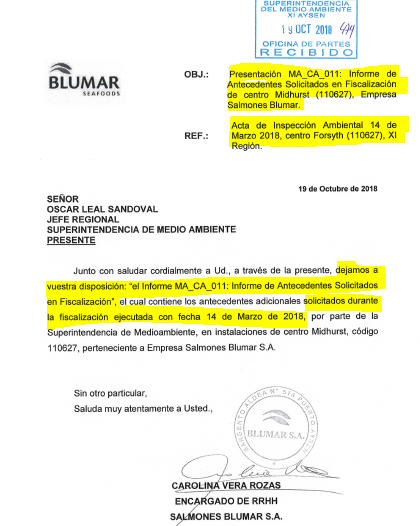 SUPERINTENDENCIA
DEL MEDIO AMBIENTE
XI AYSEN
19 OCT 2018
OFICINA DE PARTES
RECIBIDO
BLUMAR
SEAFOODS
OBJ.: Presentación MA_CA_011: Informe de
Antecedentes Solicitados en Fiscalización
de centro Midhurst (110627), Empresa
Salmones Blumar.
REF.: Acta de Inspección Ambiental 14 de
Marzo 2018, centro Forsyth (110627), XI
Región.
19 de Octubre de 2018
SEÑOR
OSCAR LEAL SANDOVAL
JEFE REGIONAL
SUPERINTENDENCIA DE MEDIO AMBIENTE
PRESENTE
Junto con saludar cordialmente a Ud., a través de la presente, dejamos a
vuestra disposición: “el Informe MA_CA_011: Informe de Antecedentes Solicitados
en Fiscalización”, el cual contiene los antecedentes adicionales solicitados durante
la fiscalización ejecutada con fecha 14 de Marzo de 2018, por parte de la
Superintendencia de Medioambiente, en instalaciones de centro Midhurst, código
110627, perteneciente a Empresa Salmones Blumar S.A.
Sin otro particular,
Saluda muy atentamente a Usted.,
SARGENTO ALDEA N° 514 PUERTO AYSEN
BLUMAR S.A.
CAROLINA VERA ROZAS
ENCARGADO DE RRHH
SALMONES BLUMAR S.A.